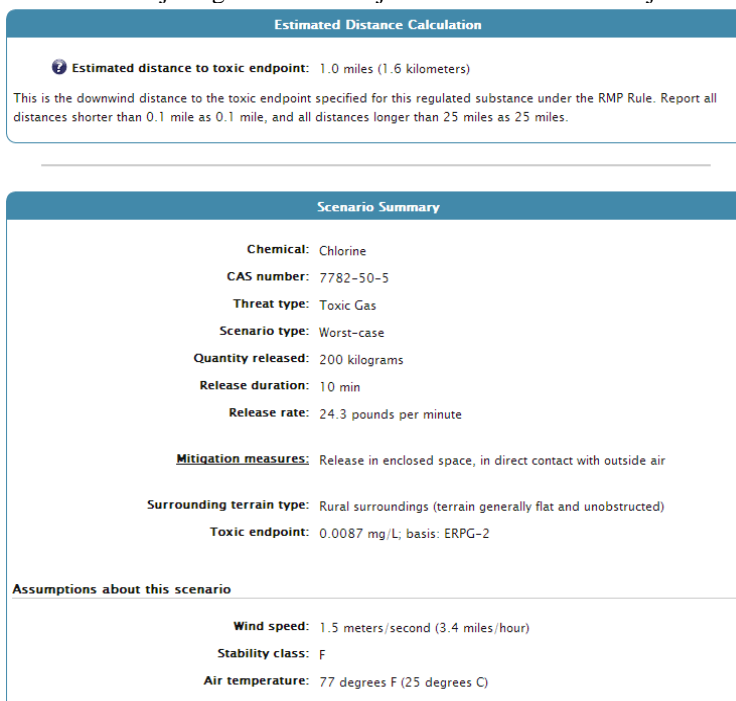 Estimated Distance Calculation
? Estimated distance to toxic endpoint: 1.0 miles (1.6 kilometers)
This is the downwind distance to the toxic endpoint specified for this regulated substance under the RMP Rule. Report all
distances shorter than 0.1 mile as 0.1 mile, and all distances longer than 25 miles as 25 miles.
Scenario Summary
Chemical: Chlorine
CAS number: 7782-50-5
Threat type: Toxic Gas
Scenario type: Worst-case
Quantity released: 200 kilograms
Release duration: 10 min
Release rate: 24.3 pounds per minute
Mitigation measures: Release in enclosed space, in direct contact with outside air
Surrounding terrain type: Rural surroundings (terrain generally flat and unobstructed)
Toxic endpoint: 0.0087 mg/L; basis: ERPG-2
Assumptions about this scenario
Wind speed: 1.5 meters/second (3.4 miles/hour)
Stability class: F
Air temperature: 77 degrees F (25 degrees C)